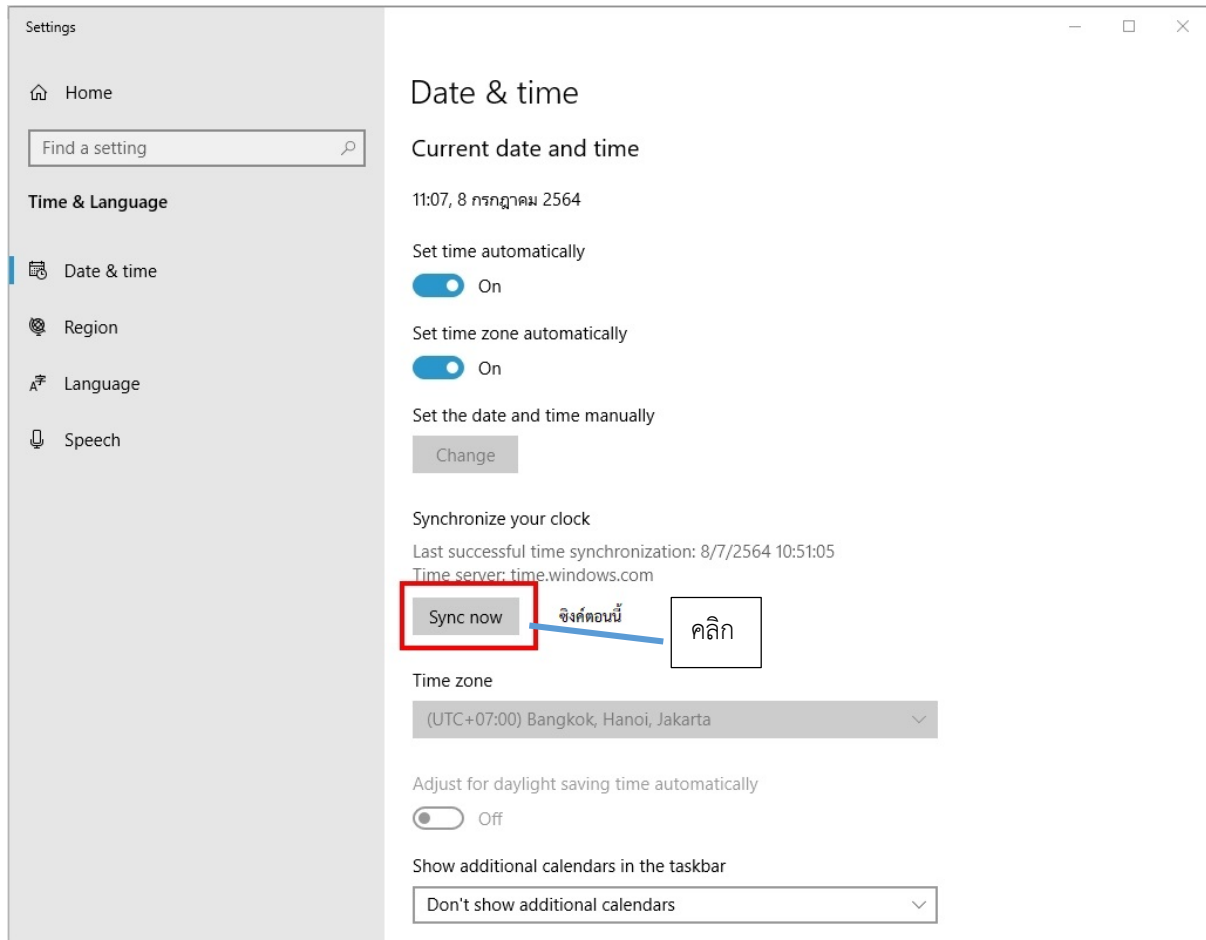 Settings
Home
Find a setting
Time & Language
Date & time
Region
Language
Speech
Date & time
Current date and time
11:07, 8 กรกฎาคม 2564
Set time automatically
On
Set time zone automatically
On
Set the date and time manually
Change
Synchronize your clock
Last successful time synchronization: 8/7/2564 10:51:05
Time server: time.windows.com
Sync now
ซิงค์ตอนนี้
คลิก
Time zone
(UTC+07:00) Bangkok, Hanoi, Jakarta
Adjust for daylight saving time automatically
Off
Show additional calendars in the taskbar
Don't show additional calendars